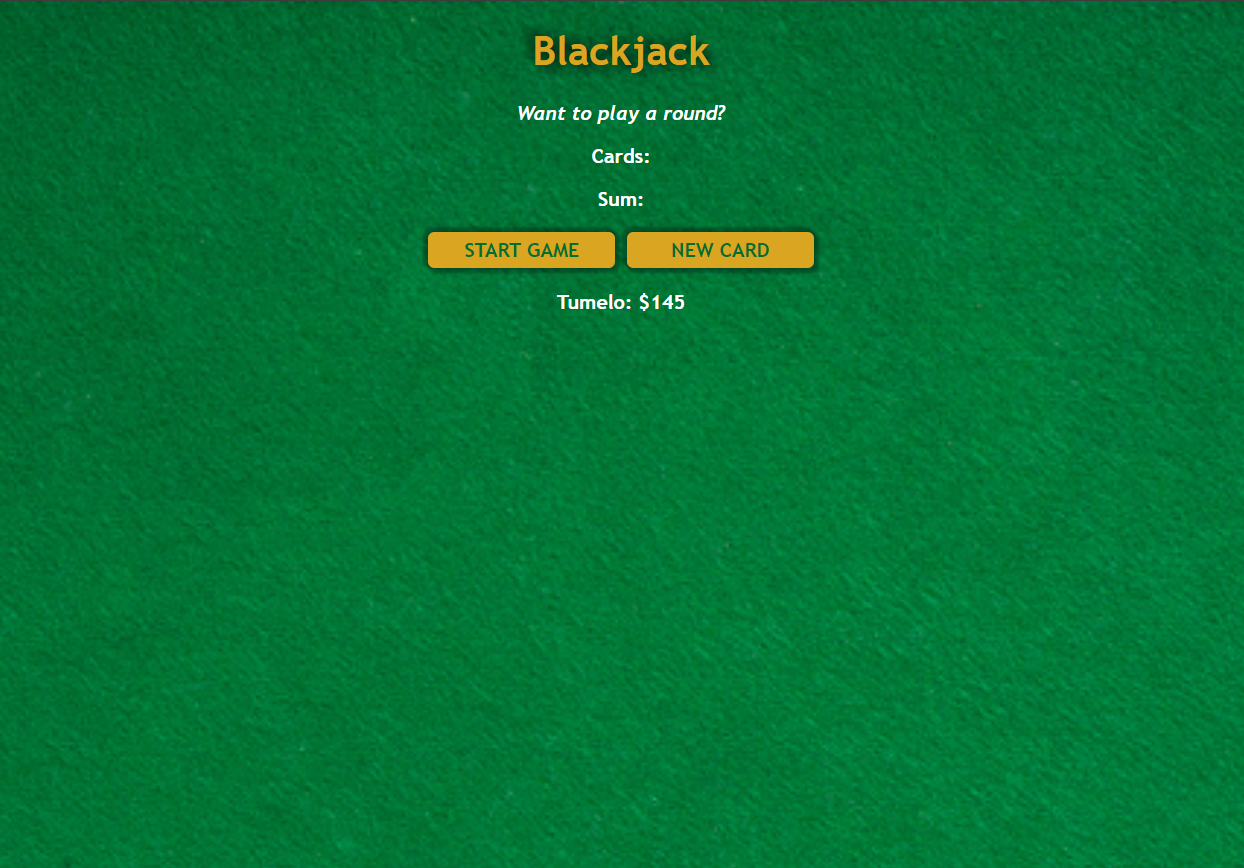 Blackjack
Want to play a round?
Cards:
Sum:
START GAME NEW CARD
Tumelo: $145